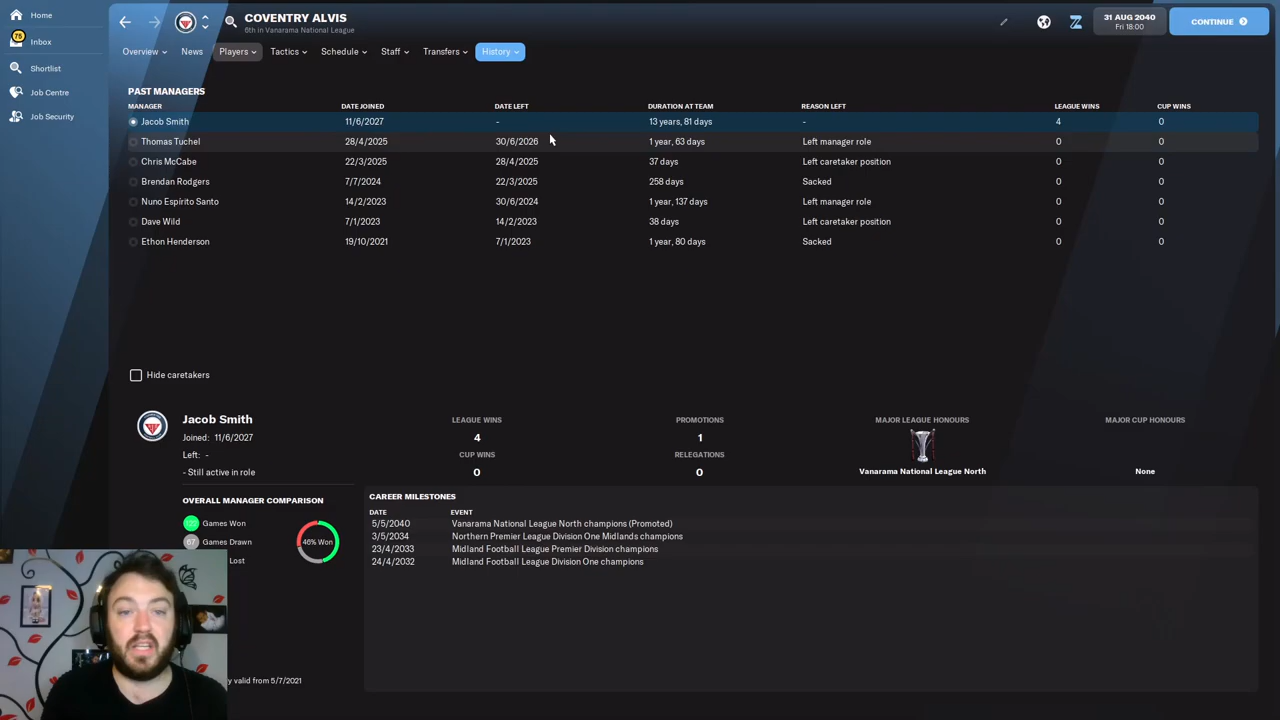 Home
75
Inbox
Shortlist
Job Centre
Job Security
COVENTRY ALVIS
5th in Vanarama National League
31 AUG 2040
Fri 18:00
CONTINUE
Overview
News
Players
Tactics
Schedule
Staff
Transfers
History
PAST MANAGERS
MANAGER DATE JOINED DATE LEFT DURATION AT TEAM REASON LEFT LEAGUE WINS CUP WINS
Jacob Smith 11/6/2027 - 13 years, 81 days - 4 0
Thomas Tuchel 28/4/2025 30/6/2026 1 year, 63 days Left manager role 0 0
Chris McCabe 22/3/2025 28/4/2025 37 days Left caretaker position 0 0
Brendan Rodgers 7/7/2024 22/3/2025 258 days Sacked 0 0
Nuno Espírito Santo 14/2/2023 30/6/2024 1 year, 137 days Left manager role 0 0
Dave Wild 7/1/2023 14/2/2023 38 days Left caretaker position 0 0
Ethon Henderson 19/10/2021 7/1/2023 1 year, 80 days Sacked 0 0
Hide caretakers
Jacob Smith
Joined: 11/6/2027
Left: -
- Still active in role
LEAGUE WINS
4
CUP WINS
0
PROMOTIONS
1
RELEGATIONS
0
MAJOR LEAGUE HONOURS
Vanarama National League North
MAJOR CUP HONOURS
None
OVERALL MANAGER COMPARISON
Games Won
67 Games Drawn
Lost
46% Won
valid from 5/7/2021
CAREER MILESTONES
DATE EVENT
5/5/2040 Vanarama National League North champions (Promoted)
3/5/2034 Northern Premier League Division One Midlands champions
23/4/2033 Midland Football League Premier Division champions
24/4/2032 Midland Football League Division One champions